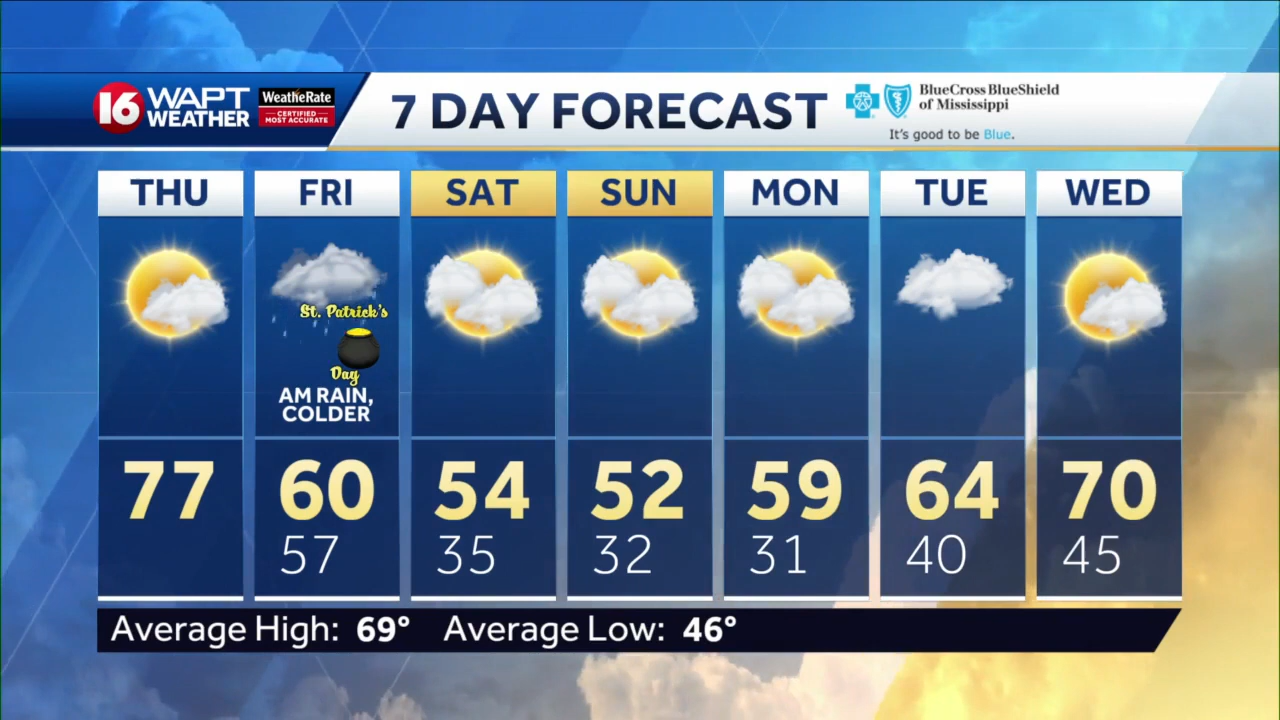 16 WAPT WEATHER
WeatheRate
CERTIFIED
MOST ACCURATE
7 DAY FORECAST
BlueCross BlueShield
of Mississippi
It's good to be Blue.
THU FRI SAT SUN MON TUE WED
St. Patrick's
Day
AM RAIN,
COLDER
77 60 54 52 59 64 70
57 35 32 31 40 45
Average High: 69° Average Low: 46°